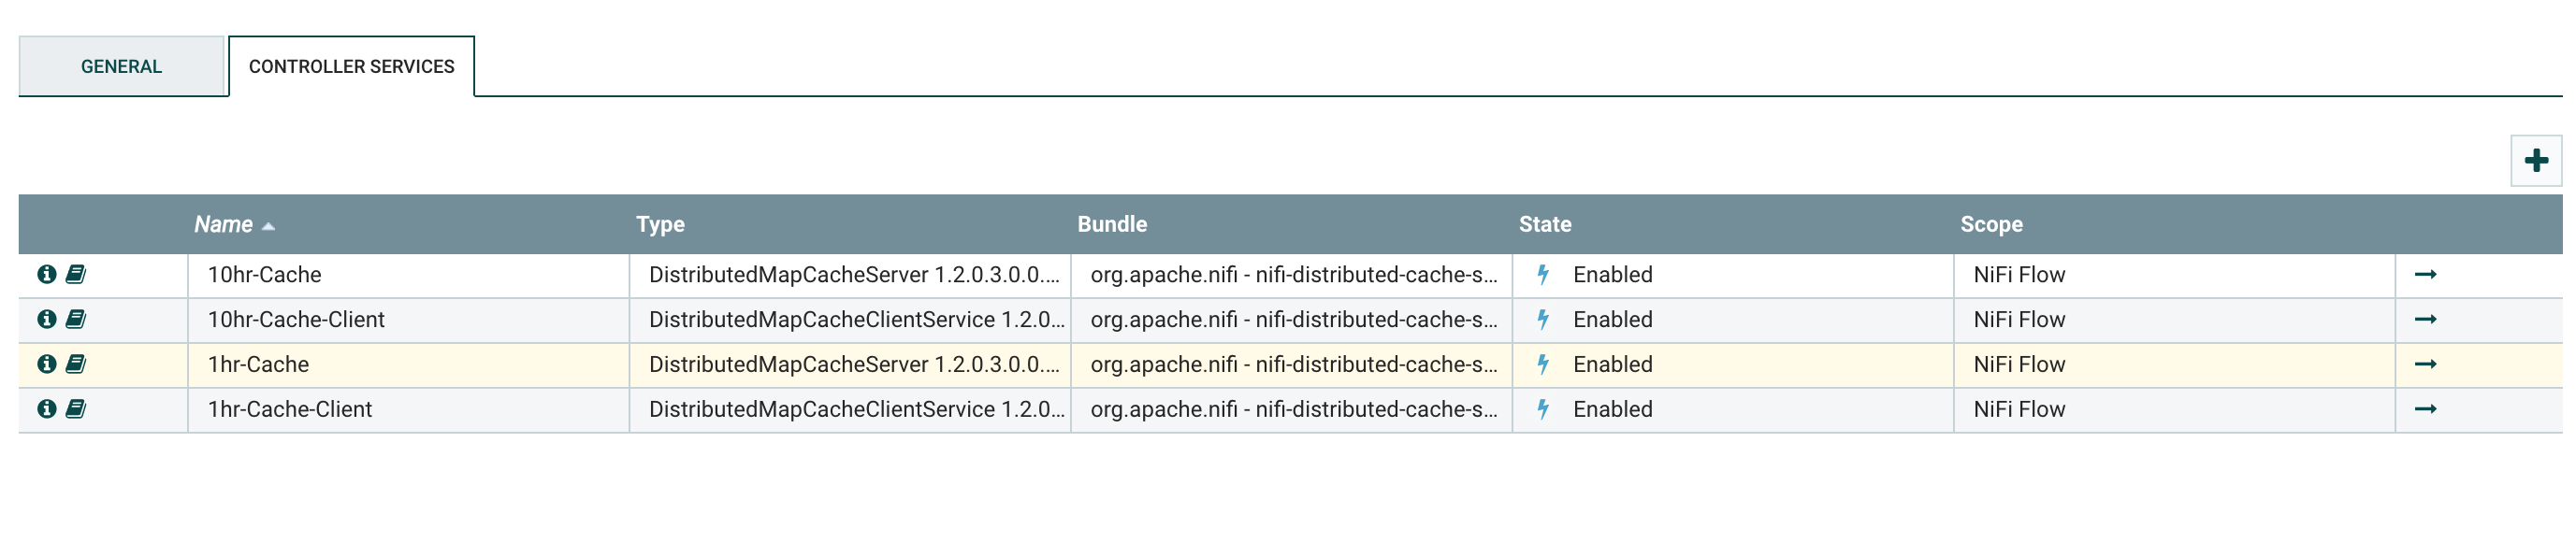 GENERAL CONTROLLER SERVICES
Name Type Bundle State Scope
10hr-Cache DistributedMapCacheServer 1.2.0.3.0.0.... org.apache.nifi - nifi-distributed-cache-s... Enabled NiFi Flow
10hr-Cache-Client DistributedMapCacheClientService 1.2.0... org.apache.nifi - nifi-distributed-cache-s... Enabled NiFi Flow
1hr-Cache DistributedMapCacheServer 1.2.0.3.0.0.... org.apache.nifi - nifi-distributed-cache-s... Enabled NiFi Flow
1hr-Cache-Client DistributedMapCacheClientService 1.2.0... org.apache.nifi - nifi-distributed-cache-s... Enabled NiFi Flow